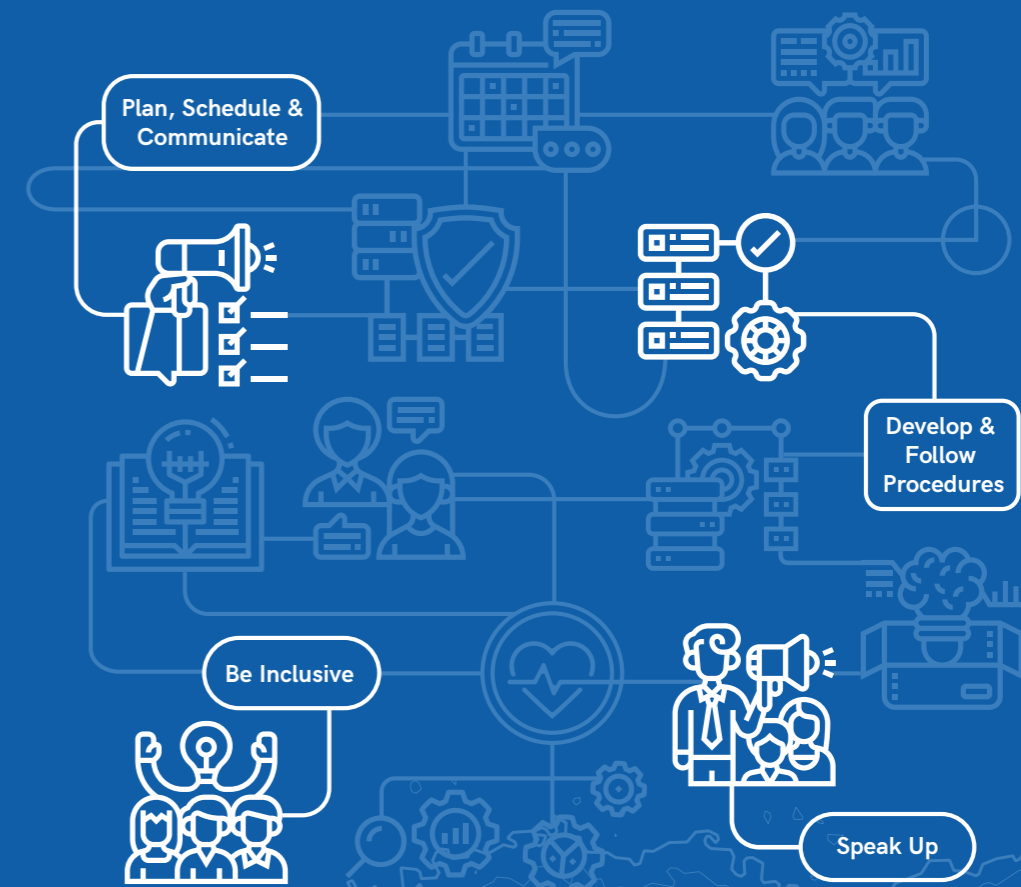 Plan, Schedule &
Communicate
Develop &
Follow
Procedures
Be Inclusive
Speak Up